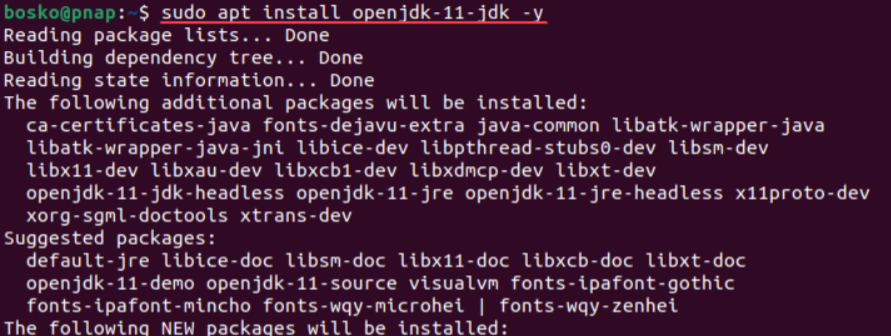 bosko@pnap:~$ sudo apt install openjdk-11-jdk -y
Reading package lists... Done
Building dependency tree... Done
Reading state information... Done
The following additional packages will be installed:
  ca-certificates-java fonts-dejavu-extra java-common libatk-wrapper-java
  libatk-wrapper-java-jni libice-dev libpthread-stubs0-dev libsm-dev
  libx11-dev libxau-dev libxcb1-dev libxdmcp-dev libxt-dev
  openjdk-11-jdk-headless openjdk-11-jre openjdk-11-jre-headless x11proto-dev
  xorg-sgml-doctools xtrans-dev
Suggested packages:
  default-jre libice-doc libsm-doc libx11-doc libxcb-doc libxt-doc
  openjdk-11-demo openjdk-11-source visualvm fonts-ipafont-gothic
  fonts-ipafont-mincho fonts-wqy-microhei | fonts-wqy-zenhei
The following NEW packages will be installed: